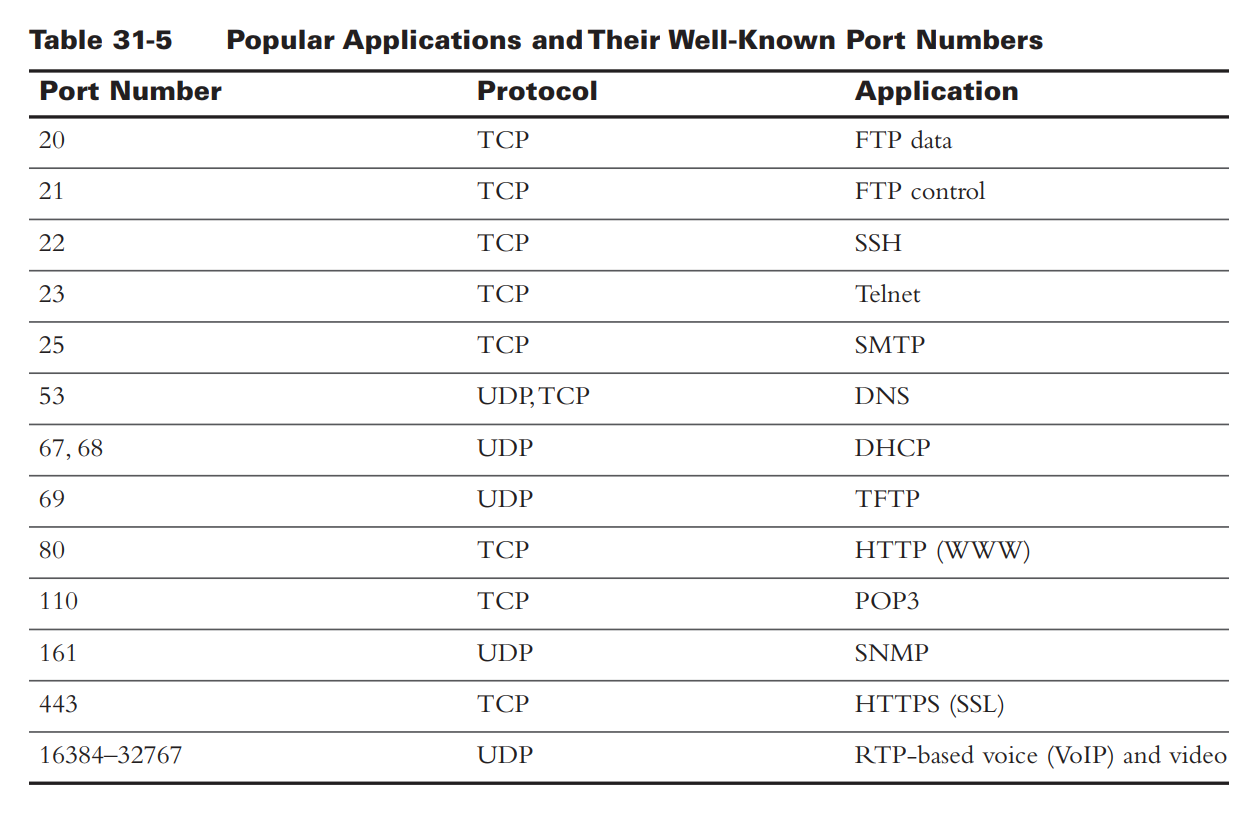 Table 31-5 Popular Applications and Their Well-Known Port Numbers
Port Number Protocol Application
20 TCP FTP data
21 TCP FTP control
22 TCP SSH
23 TCP Telnet
25 TCP SMTP
53 UDP, TCP DNS
67, 68 UDP DHCP
69 UDP TFTP
80 TCP HTTP (WWW)
110 TCP POP3
161 UDP SNMP
443 TCP HTTPS (SSL)
16384–32767 UDP RTP-based voice (VoIP) and video